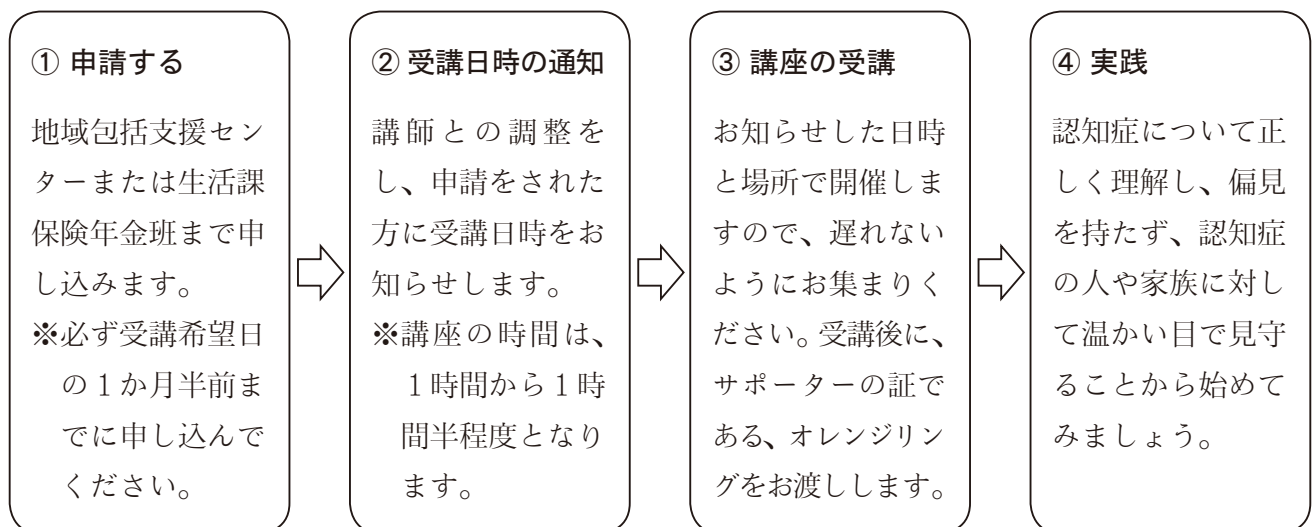 ① 申請する
地域包括支援セン
ターまたは生活課
保険年金班まで申
し込みます。
※必ず受講希望日
の１か月半前ま
でに申し込んで
ください。
② 受講日時の通知
講師との調整を
し、申請をされた
方に受講日時をお
知らせします。
※講座の時間は、
１時間から１時
間半程度となり
ます。
③ 講座の受講
お知らせした日時
と場所で開催しま
すので、遅れない
ようにお集まりく
ださい。受講後に、
サポーターの証で
ある、オレンジリン
グをお渡しします。
④ 実践
認知症について正
しく理解し、偏見
を持たず、認知症
の人や家族に対し
て温かい目で見守
ることから始めて
みましょう。